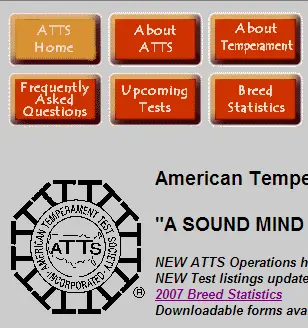 ATTS
Home
About
ATTS
About
Temperament
Frequently
Asked
Questions
Upcoming
Tests
Breed
Statistics
American Tempe
"A SOUND MIND
AMERICAN TEMPERAMENT TEST SOCIETY
ATTS
INCORPORATED
®
NEW ATTS Operations h
NEW Test listings update
2007 Breed Statistics
Downloadable forms ava